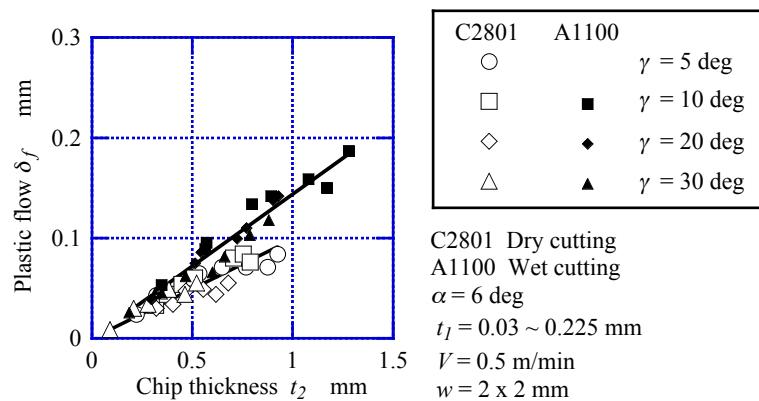 0.3
0.2
0.1
0
0 0.5 1 1.5
Plastic flow δf mm
Chip thickness t2 mm
C2801 A1100
γ = 5 deg
γ = 10 deg
γ = 20 deg
γ = 30 deg
C2801 Dry cutting
A1100 Wet cutting
α = 6 deg
t1 = 0.03 ~ 0.225 mm
V = 0.5 m/min
w = 2 x 2 mm